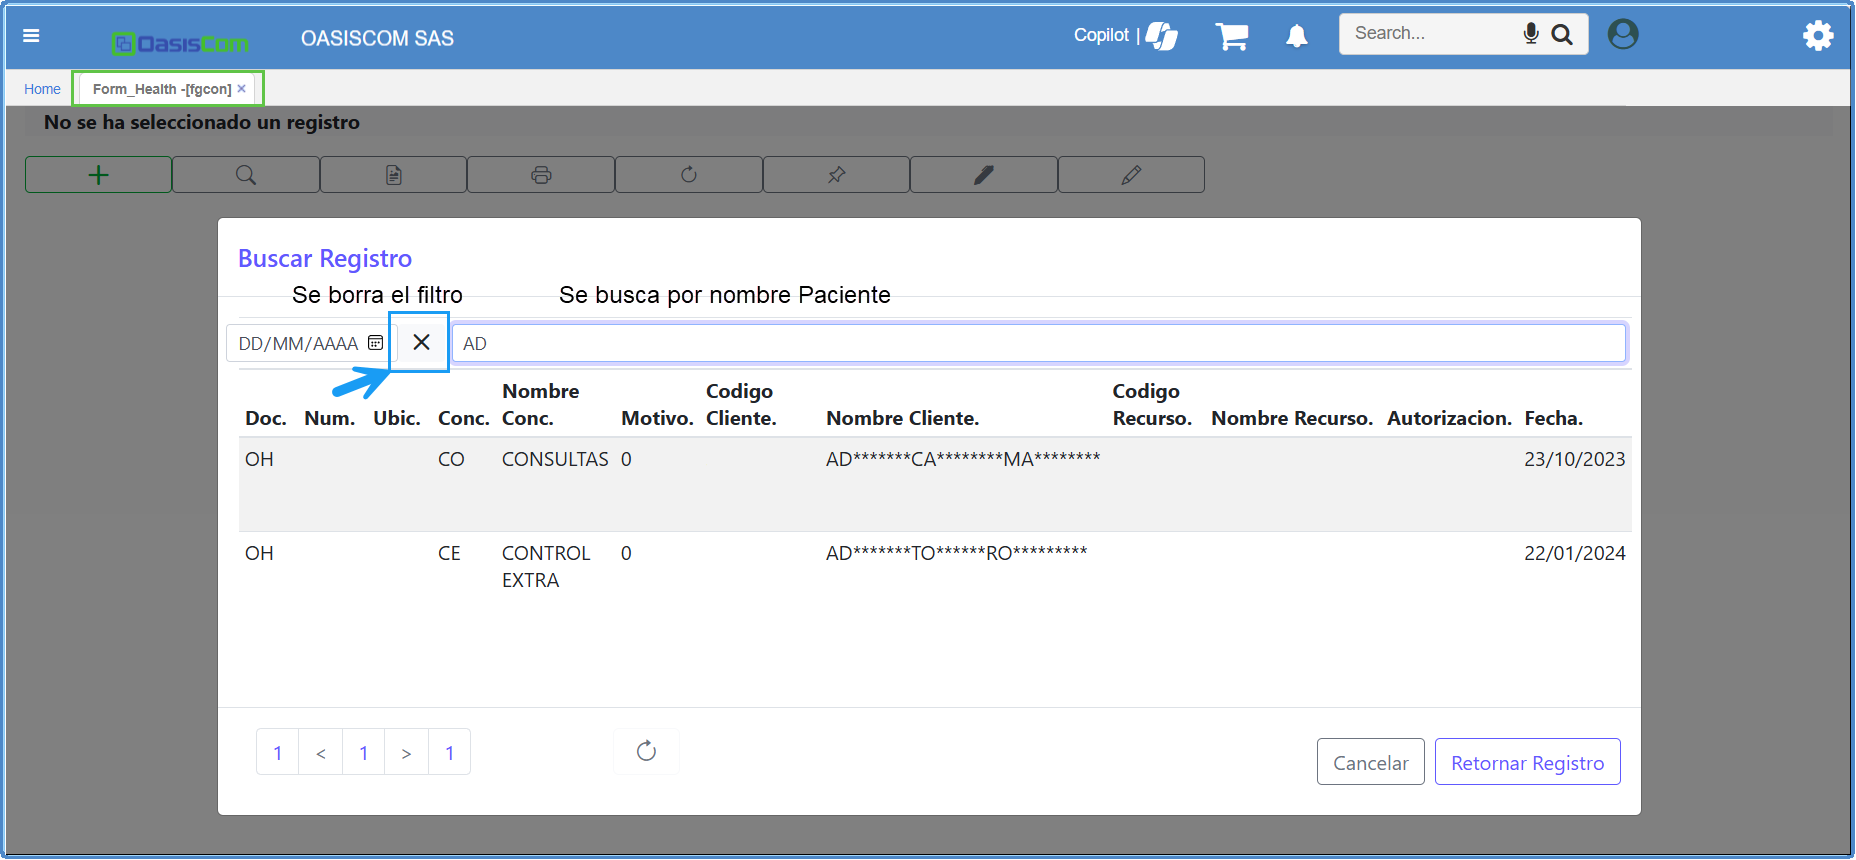 OasisCom
OASISCOM SAS
Copilot |
Search...
Home
Form_Health -[fgcon] ×
No se ha seleccionado un registro
Buscar Registro
Se borra el filtro
Se busca por nombre Paciente
DD/MM/AAAA
AD
Doc. Num. Ubic. Conc. Nombre Conc. Motivo. Codigo Cliente. Nombre Cliente. Codigo Recurso. Nombre Recurso. Autorizacion. Fecha.
OH CO CONSULTAS 0 AD*******CA********MA******** 23/10/2023
OH CE CONTROL EXTRA 0 AD*******TO******RO********* 22/01/2024
1 < 1 > 1
Cancelar
Retornar Registro